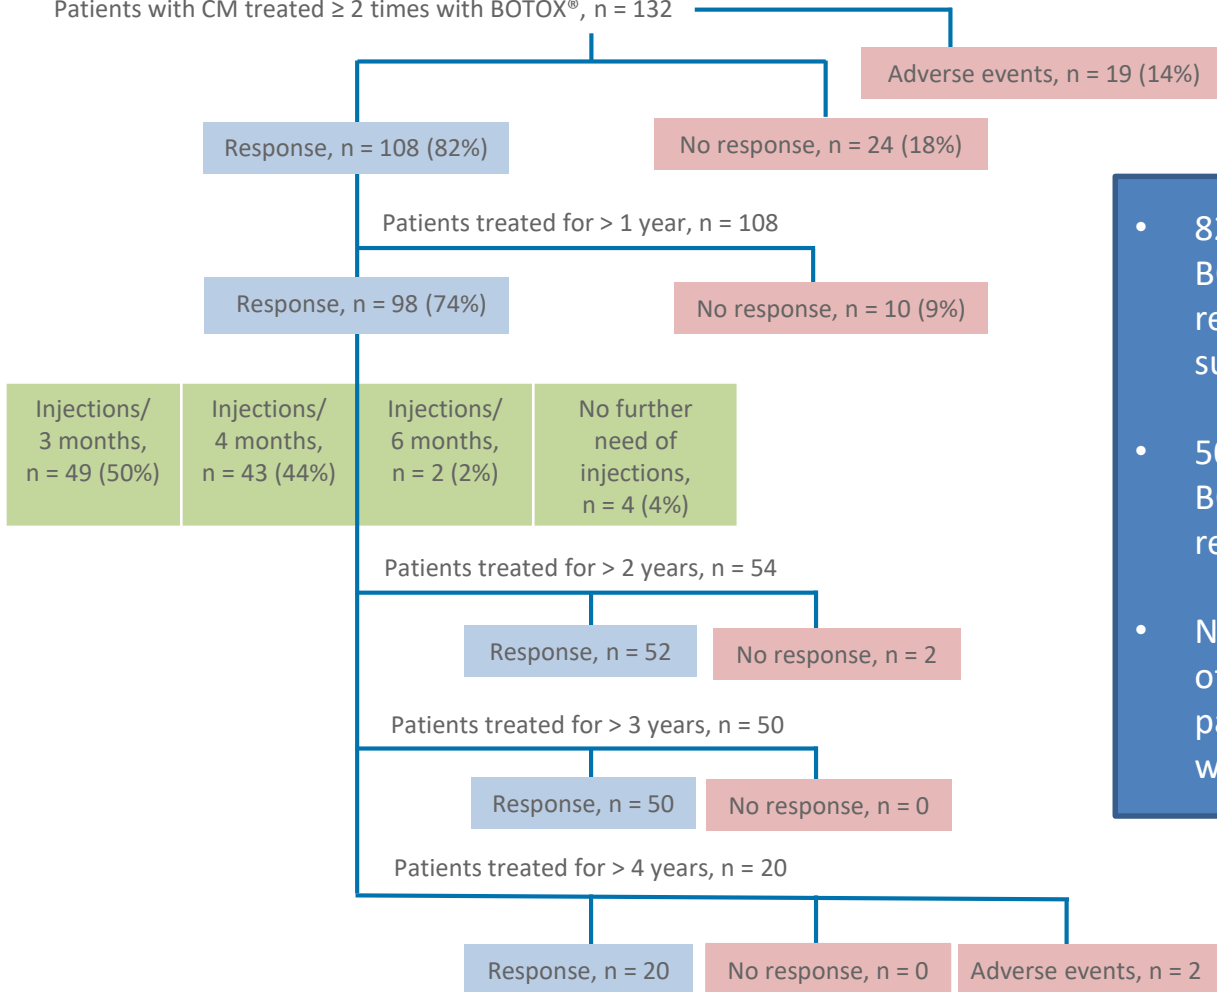 Patients with CM treated ≥ 2 times with BOTOX®, n = 132
Adverse events, n = 19 (14%)
Response, n = 108 (82%)
No response, n = 24 (18%)
Patients treated for > 1 year, n = 108
Response, n = 98 (74%)
No response, n = 10 (9%)
Injections/
3 months,
n = 49 (50%)
Injections/
4 months,
n = 43 (44%)
Injections/
6 months,
n = 2 (2%)
No further
need of
injections,
n = 4 (4%)
Patients treated for > 2 years, n = 54
Response, n = 52
No response, n = 2
Patients treated for > 3 years, n = 50
Response, n = 50
No response, n = 0
Patients treated for > 4 years, n = 20
Response, n = 20
No response, n = 0
Adverse events, n = 2